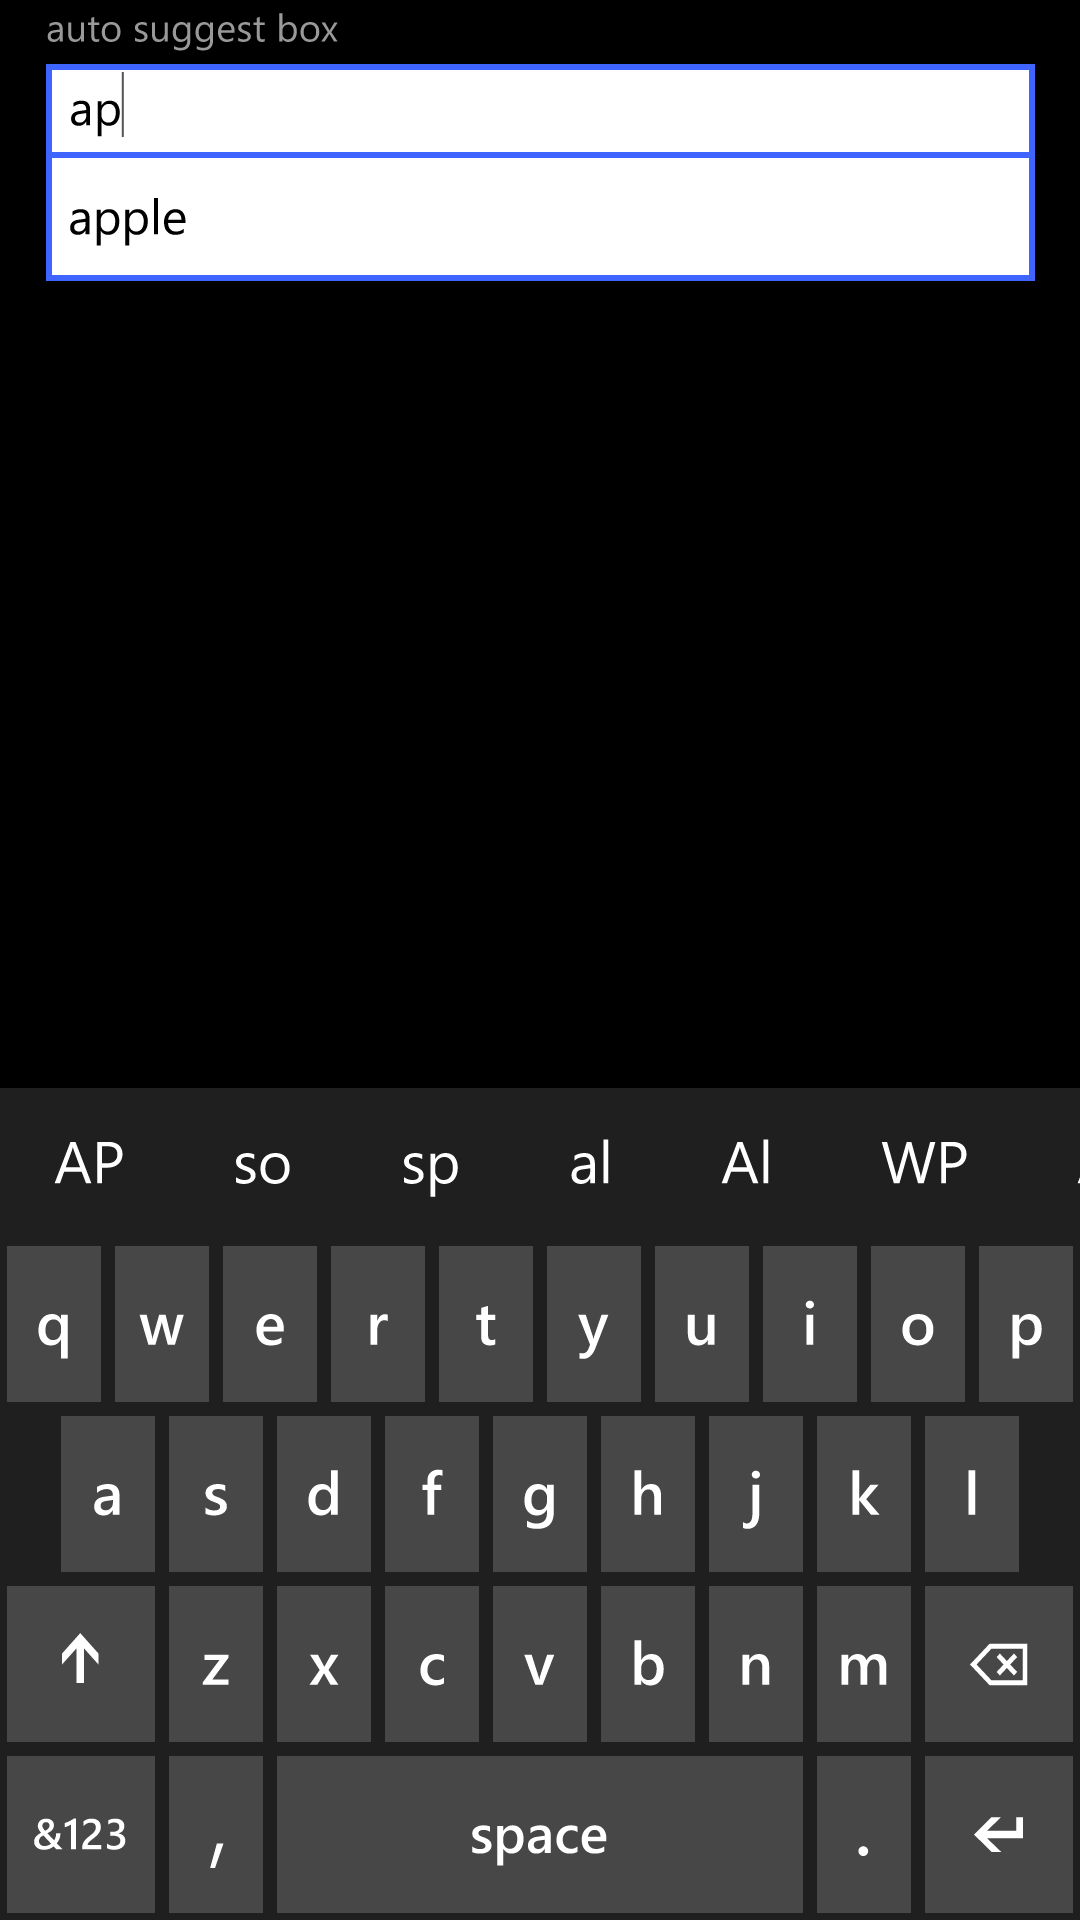 auto suggest box
ap
apple
AP so sp al Al WP
q w e r t y u i o p
a s d f g h j k l
z x c v b n m
&123 , space .